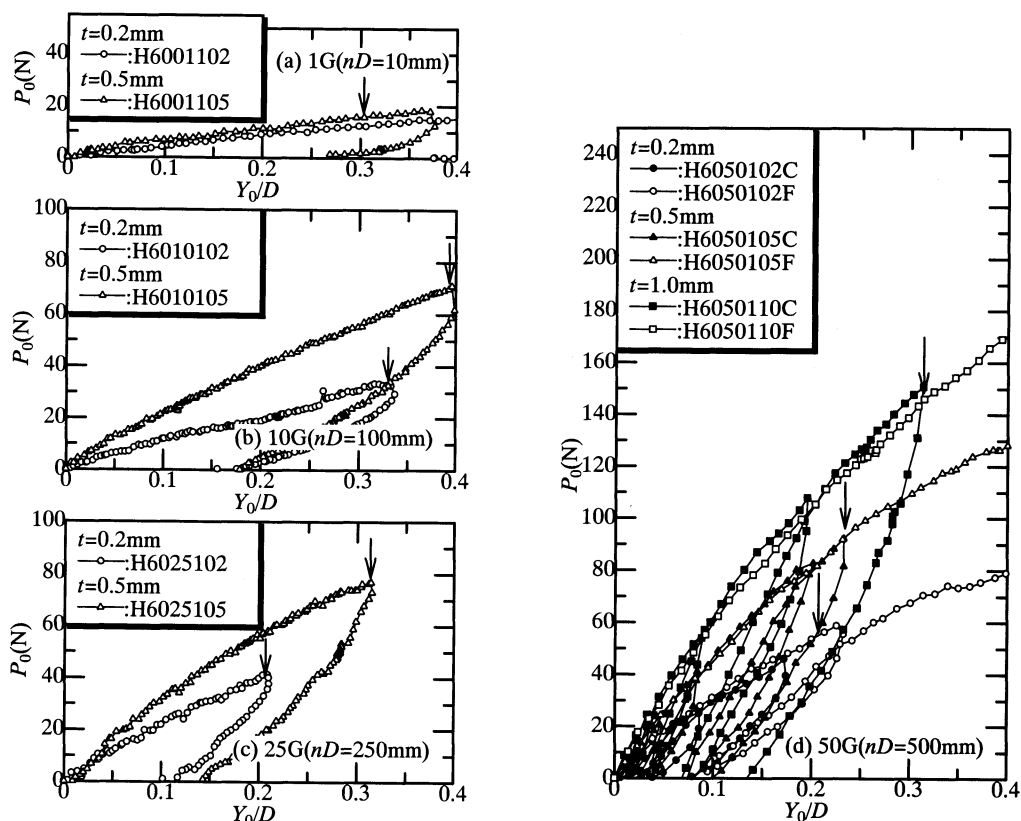 t=0.2mm
:H6001102
t=0.5mm
:H6001105
(a) 1G(nD=10mm)
P0(N)
40
20
0
0 0.1 0.2 0.3 0.4
Y0/D
100
80
60
40
20
0
P0(N)
t=0.2mm
:H6010102
t=0.5mm
:H6010105
(b) 10G(nD=100mm)
0 0.1 0.2 0.3 0.4
Y0/D
100
80
60
40
20
0
P0(N)
t=0.2mm
:H6025102
t=0.5mm
:H6025105
(c) 25G(nD=250mm)
0 0.1 0.2 0.3 0.4
Y0/D
240
220
200
180
160
140
120
100
80
60
40
20
0
P0(N)
t=0.2mm
:H6050102C
:H6050102F
t=0.5mm
:H6050105C
:H6050105F
t=1.0mm
:H6050110C
:H6050110F
(d) 50G(nD=500mm)
0 0.1 0.2 0.3 0.4
Y0/D